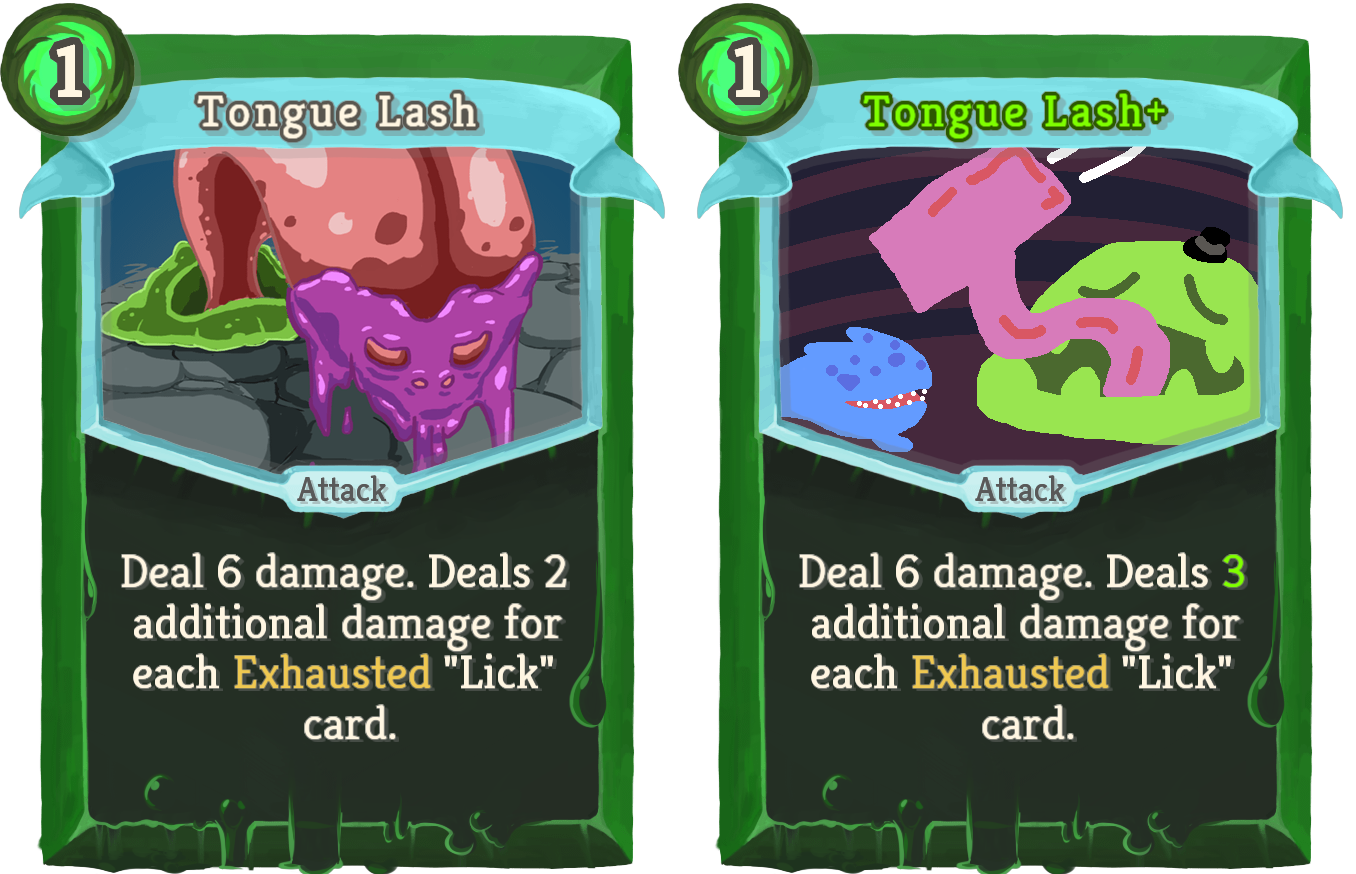 1
Tongue Lash
Attack
Deal 6 damage. Deals 2
additional damage for
each Exhausted "Lick"
card.
1
Tongue Lash+
Attack
Deal 6 damage. Deals 3
additional damage for
each Exhausted "Lick"
card.